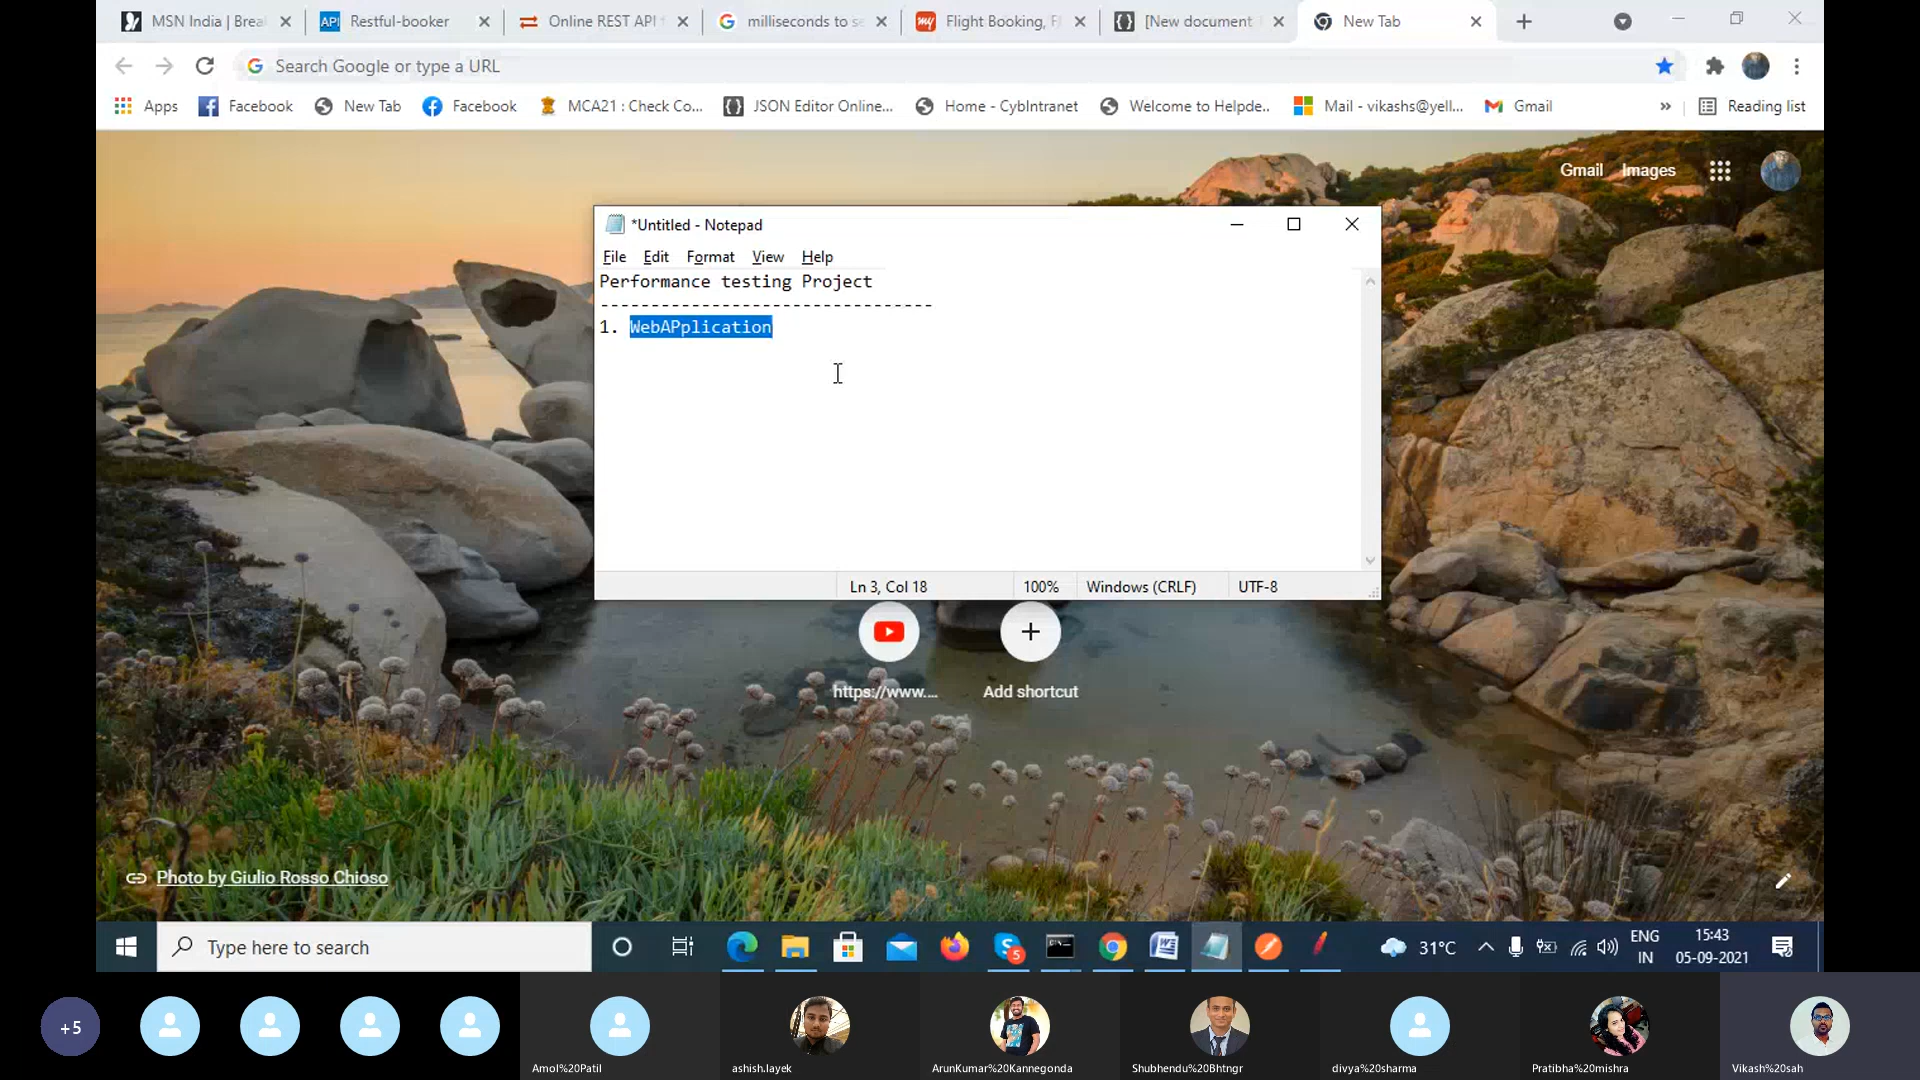 MSN India | Brea
Restful-booker
Online REST API
milliseconds to se
Flight Booking, F
[New document
New Tab
Search Google or type a URL
Apps
Facebook
New Tab
Facebook
MCA21 : Check Co...
JSON Editor Online...
Home - CybIntranet
Welcome to Helpde..
Mail - vikashs@yell...
Gmail
»
Reading list
Gmail
Images
*Untitled - Notepad
File Edit Format View Help
Performance testing Project
---------------------------------
1. WebAPplication
Ln 3, Col 18
100%
Windows (CRLF)
UTF-8
https://www....
Add shortcut
Photo by Giulio Rosso Chioso
Type here to search
5
31°C
ENG
IN
15:43
05-09-2021
+5
Amol%20Patil
ashish.layek
ArunKumar%20Kannegonda
Shubhendu%20Bhtngr
divya%20sharma
Pratibha%20mishra
Vikash%20sah